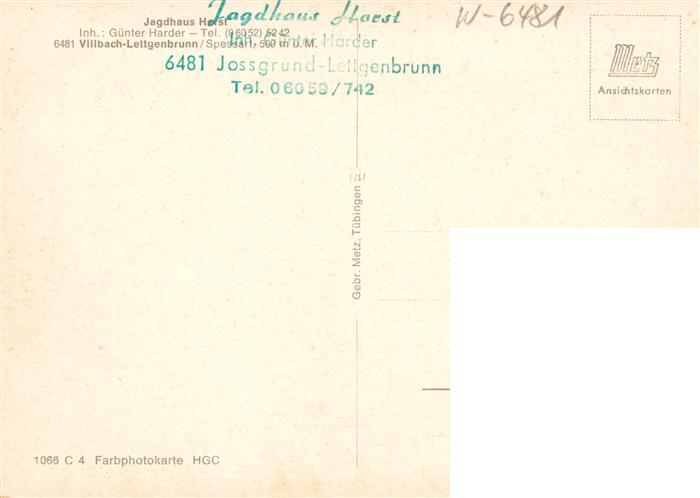 Jagdhaus Horst
Inh.: Günter Harder – Tel. (06052) 5242
6481 Villbach-Lettgenbrunn/Spessart, 500 m ü. M.
Jagdhaus Horst
Inh. Günter Harder
6481 Jossgrund-Lettgenbrunn
Tel. 06059/742
W-6481
Metz
Ansichtskarten
Gebr. Metz, Tübingen
1066 C 4 Farbphotokarte HGC